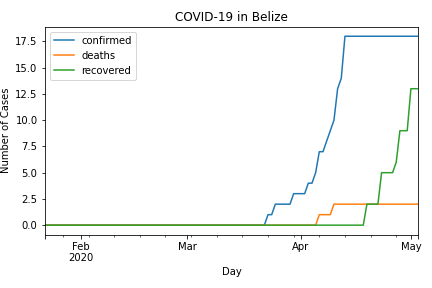 COVID-19 in Belize
confirmed
deaths
recovered
Number of Cases
17.5
15.0
12.5
10.0
7.5
5.0
2.5
0.0
Feb
2020
Mar
Apr
May
Day